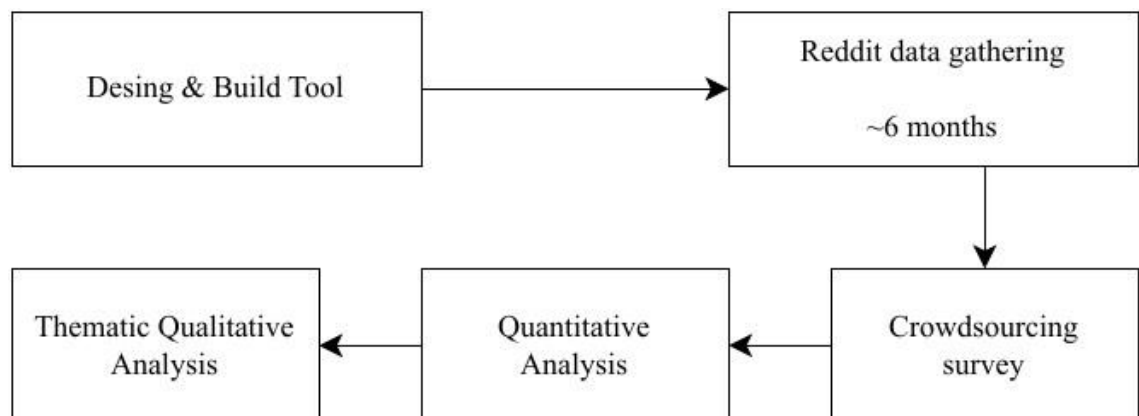 Desing & Build Tool
Reddit data gathering
~6 months
Crowdsourcing
survey
Quantitative
Analysis
Thematic Qualitative
Analysis